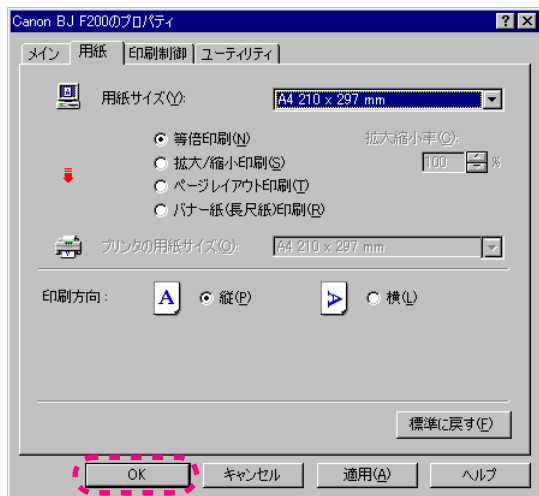 Canon BJ F200のプロパティ
メイン 用紙 印刷制御 ユーティリティ
用紙サイズ(Y): A4 210 x 297 mm
等倍印刷(N) 拡大縮小率(C):
拡大/縮小印刷(S) 100 %
ページレイアウト印刷(T)
バナー紙(長尺紙)印刷(R)
プリンタの用紙サイズ(O): A4 210 x 297 mm
印刷方向: A 縦(P) A 横(L)
標準に戻す(F)
OK キャンセル 適用(A) ヘルプ